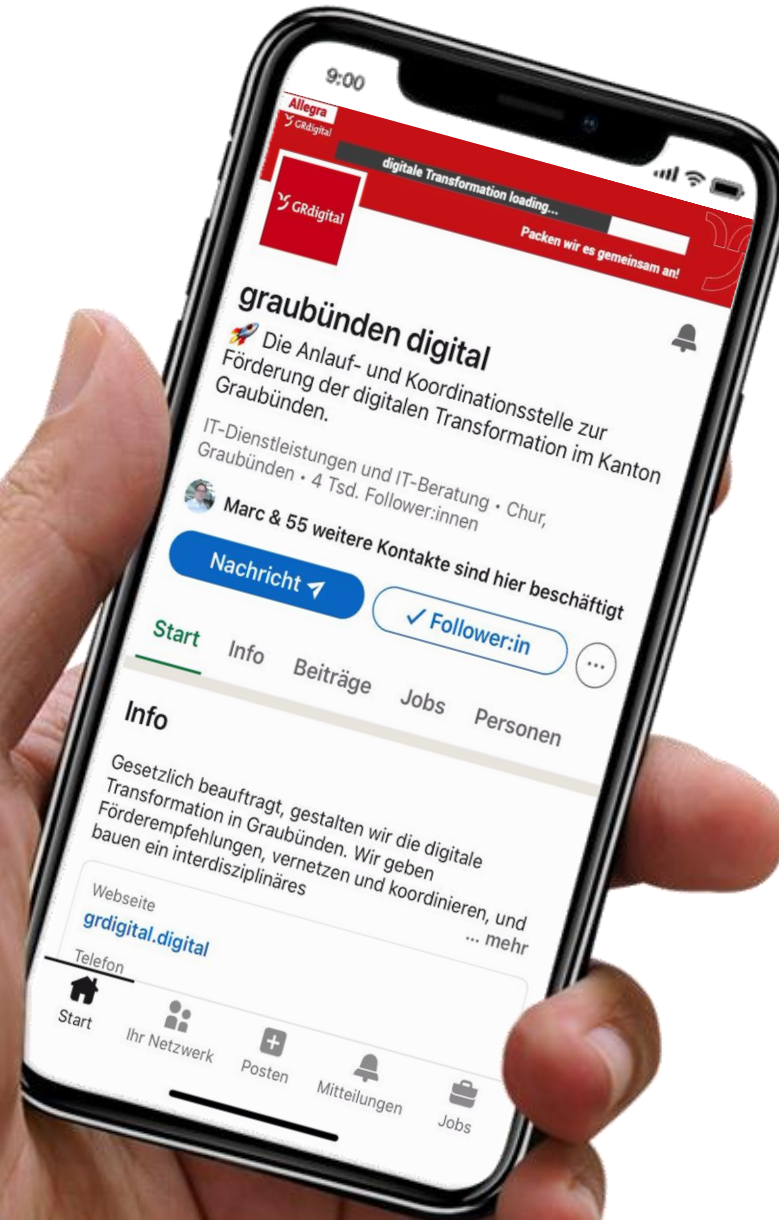 9:00
Allegra
GRdigital
digitale Transformation loading...
Packen wir es gemeinsam an!
GRdigital
graubünden digital
🚀 Die Anlauf- und Koordinationsstelle zur
Förderung der digitalen Transformation im Kanton
Graubünden.
IT-Dienstleistungen und IT-Beratung • Chur,
Graubünden • 4 Tsd. Follower:innen
Marc & 55 weitere Kontakte sind hier beschäftigt
Nachricht
✓ Follower:in
...
Start Info Beiträge Jobs Personen
Info
Gesetzlich beauftragt, gestalten wir die digitale
Transformation in Graubünden. Wir geben
Förderempfehlungen, vernetzen und koordinieren, und
bauen ein interdisziplinäres
... mehr
Webseite
grdigital.digital
Telefon
Start Ihr Netzwerk Posten Mitteilungen Jobs